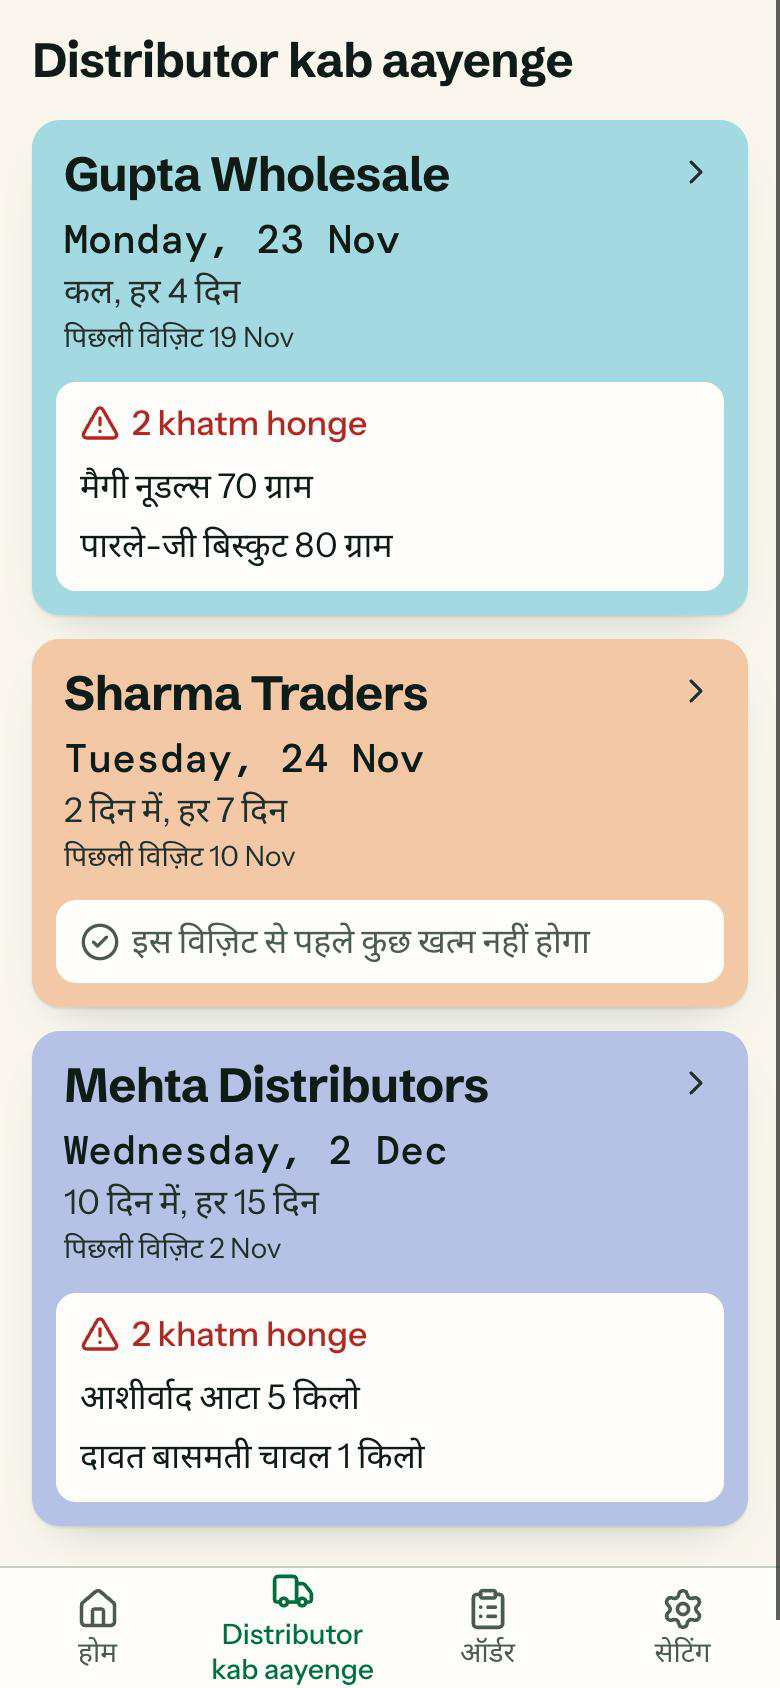 Distributor kab aayenge
Gupta Wholesale
Monday, 23 Nov
कल, हर 4 दिन
पिछली विज़िट 19 Nov
2 khatm honge
मैगी नूडल्स 70 ग्राम
पारले-जी बिस्कुट 80 ग्राम
Sharma Traders
Tuesday, 24 Nov
2 दिन में, हर 7 दिन
पिछली विज़िट 10 Nov
इस विज़िट से पहले कुछ खत्म नहीं होगा
Mehta Distributors
Wednesday, 2 Dec
10 दिन में, हर 15 दिन
पिछली विज़िट 2 Nov
2 khatm honge
आशीर्वाद आटा 5 किलो
दावत बासमती चावल 1 किलो
होम
Distributor
kab aayenge
ऑर्डर
सेटिंग